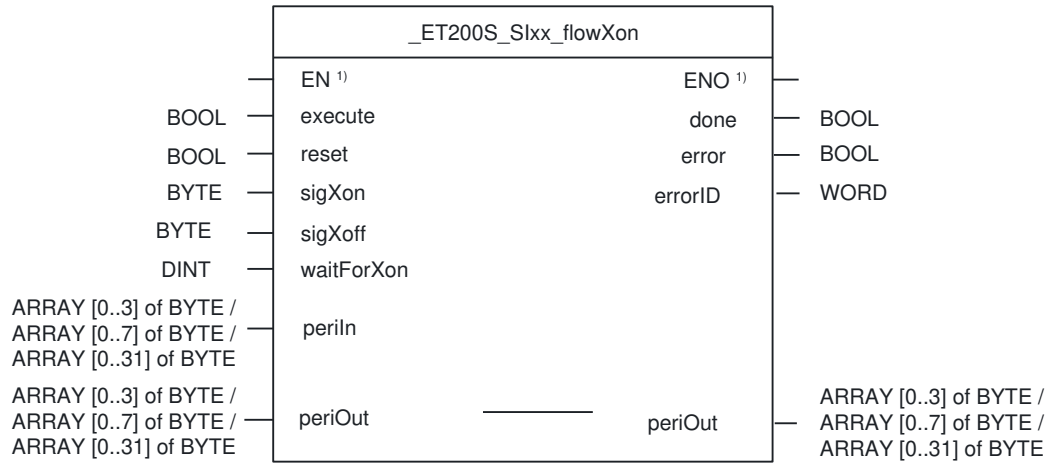 _ET200S_SIxx_flowXon
EN 1) ENO 1)
BOOL execute done BOOL
BOOL reset error BOOL
BYTE sigXon errorID WORD
BYTE sigXoff
DINT waitForXon
ARRAY [0..3] of BYTE /
ARRAY [0..7] of BYTE / periIn
ARRAY [0..31] of BYTE
ARRAY [0..3] of BYTE / ARRAY [0..3] of BYTE /
ARRAY [0..7] of BYTE / periOut periOut ARRAY [0..7] of BYTE /
ARRAY [0..31] of BYTE ARRAY [0..31] of BYTE